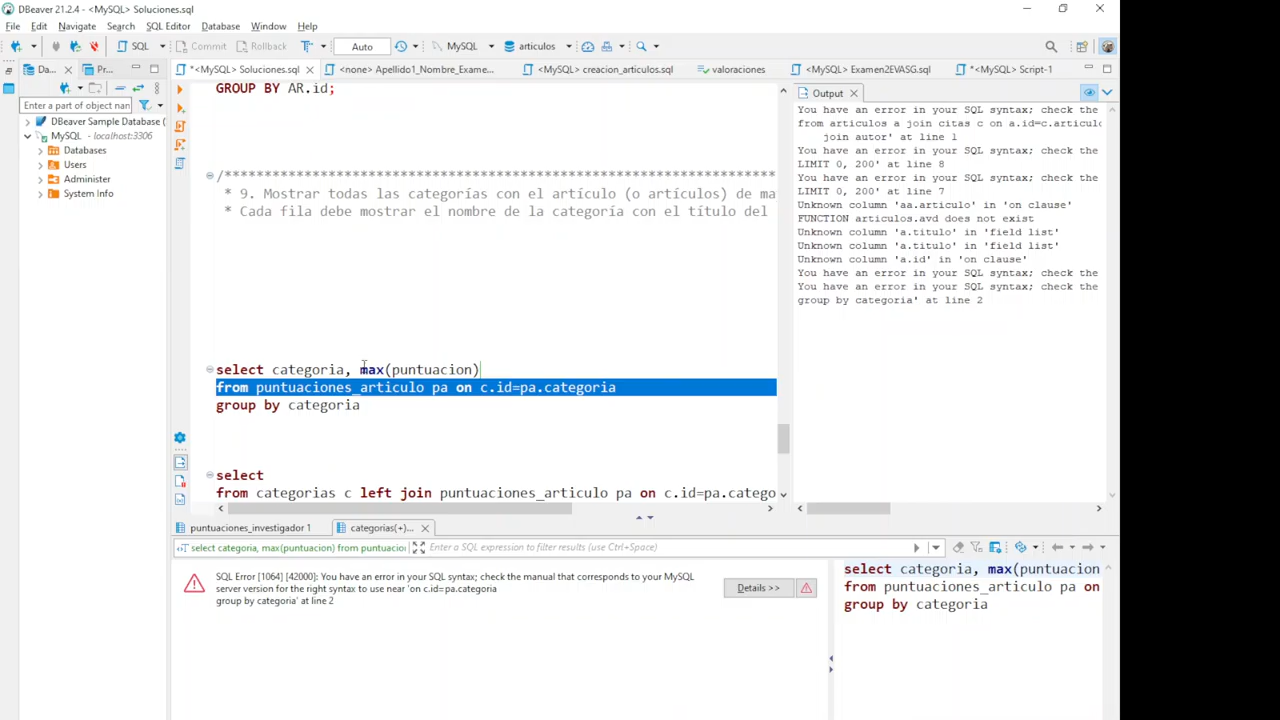 DBeaver 21.2.4 - <MySQL> Soluciones.sql
File Edit Navigate Search SQL Editor Database Window Help
SQL Commit Rollback Auto MySQL articulos
Da... Pr...
*<MySQL> Soluciones.sql <none> Apellido1_Nombre_Exame... *<MySQL> creacion_articulos.sql valoraciones <MySQL> Examen2EVASG.sql *<MySQL> Script-1
Enter a part of object nan
DBeaver Sample Database (
MySQL - localhost:3306
Databases
Users
Administer
System Info
GROUP BY AR.id;
/*********************************************************************
* 9. Mostrar todas las categorías con el artículo (o artículos) de ma
* Cada fila debe mostrar el nombre de la categoría con el título del
select categoria, max(puntuacion)
from puntuaciones_articulo pa on c.id=pa.categoria
group by categoria
select
from categorias c left join puntuaciones_articulo pa on c.id=pa.catego
Output
You have an error in your SQL syntax; check the
from articulos a join citas c on a.id=c.articulo
join autor' at line 1
You have an error in your SQL syntax; check the
LIMIT 0, 200' at line 8
You have an error in your SQL syntax; check the
LIMIT 0, 200' at line 7
Unknown column 'aa.articulo' in 'on clause'
FUNCTION articulos.avd does not exist
Unknown column 'a.titulo' in 'field list'
Unknown column 'a.titulo' in 'field list'
Unknown column 'a.id' in 'on clause'
You have an error in your SQL syntax; check the
You have an error in your SQL syntax; check the
group by categoria' at line 2
puntuaciones_investigador 1 categorias(+)...
select categoria, max(puntuacion) from puntuacior Enter a SQL expression to filter results (use Ctrl+Space)
SQL Error [1064] [42000]: You have an error in your SQL syntax; check the manual that corresponds to your MySQL
server version for the right syntax to use near 'on c.id=pa.categoria
group by categoria' at line 2
Details >>
select categoria, max(puntuacion
from puntuaciones_articulo pa on
group by categoria